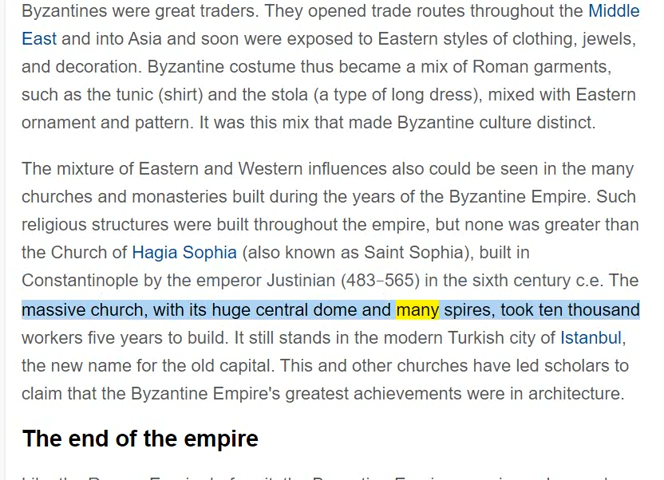 Byzantines were great traders. They opened trade routes throughout the Middle
East and into Asia and soon were exposed to Eastern styles of clothing, jewels,
and decoration. Byzantine costume thus became a mix of Roman garments,
such as the tunic (shirt) and the stola (a type of long dress), mixed with Eastern
ornament and pattern. It was this mix that made Byzantine culture distinct.
The mixture of Eastern and Western influences also could be seen in the many
churches and monasteries built during the years of the Byzantine Empire. Such
religious structures were built throughout the empire, but none was greater than
the Church of Hagia Sophia (also known as Saint Sophia), built in
Constantinople by the emperor Justinian (483–565) in the sixth century c.e. The
massive church, with its huge central dome and many spires, took ten thousand
workers five years to build. It still stands in the modern Turkish city of Istanbul,
the new name for the old capital. This and other churches have led scholars to
claim that the Byzantine Empire's greatest achievements were in architecture.
The end of the empire